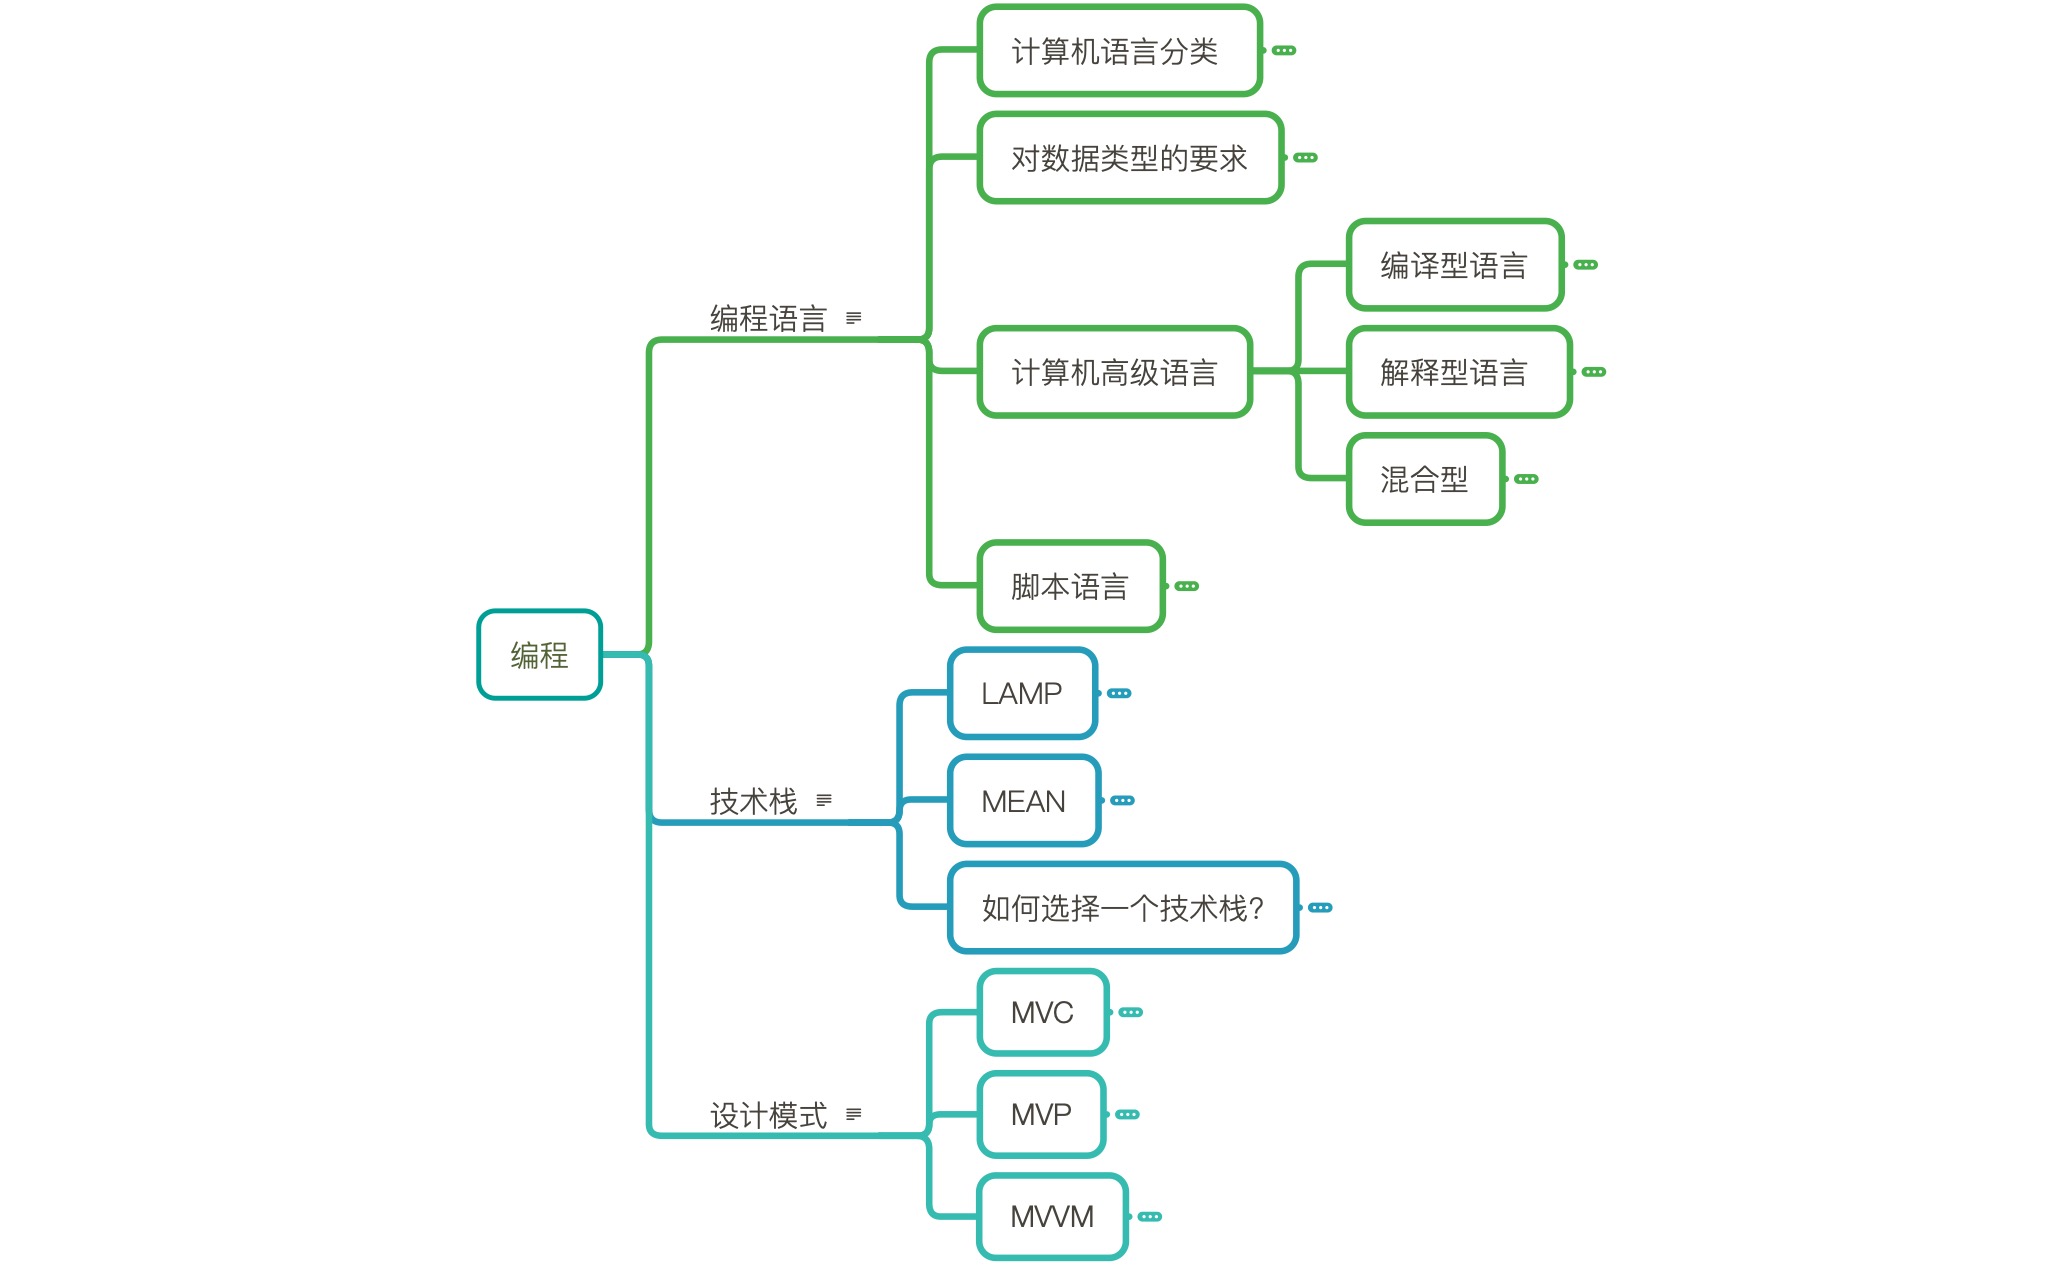 计算机语言分类
对数据类型的要求
编译型语言
编程语言
计算机高级语言
解释型语言
混合型
脚本语言
编程
LAMP
技术栈
MEAN
如何选择一个技术栈?
MVC
设计模式
MVP
MVVM